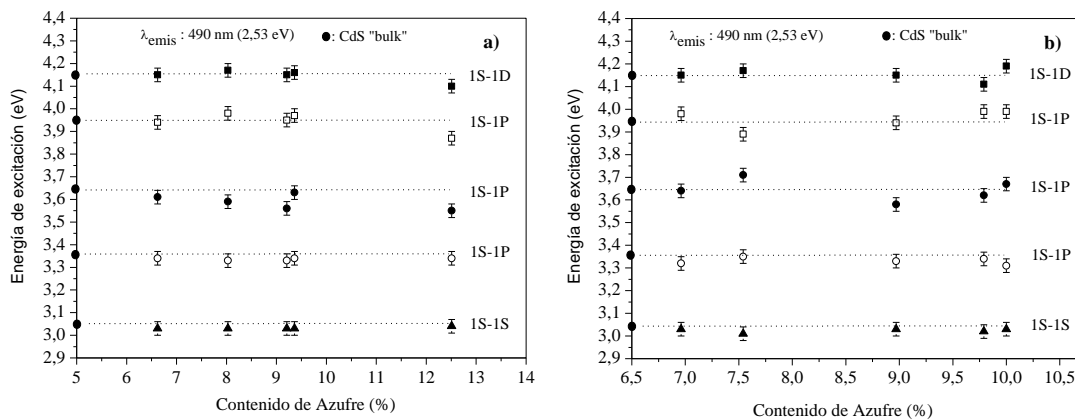 λemis : 490 nm (2,53 eV)
●: CdS "bulk"
a)
4,4
4,3
4,2
4,1
4,0
3,9
3,8
3,7
3,6
3,5
3,4
3,3
3,2
3,1
3,0
2,9
Energía de excitación (eV)
1S-1D
1S-1P
1S-1P
1S-1P
1S-1S
5 6 7 8 9 10 11 12 13 14
Contenido de Azufre (%)
λemis : 490 nm (2,53 eV)
●: CdS "bulk"
b)
4,4
4,3
4,2
4,1
4,0
3,9
3,8
3,7
3,6
3,5
3,4
3,3
3,2
3,1
3,0
2,9
Energía de excitación (eV)
1S-1D
1S-1P
1S-1P
1S-1P
1S-1S
6,5 7,0 7,5 8,0 8,5 9,0 9,5 10,0 10,5
Contenido de Azufre (%)